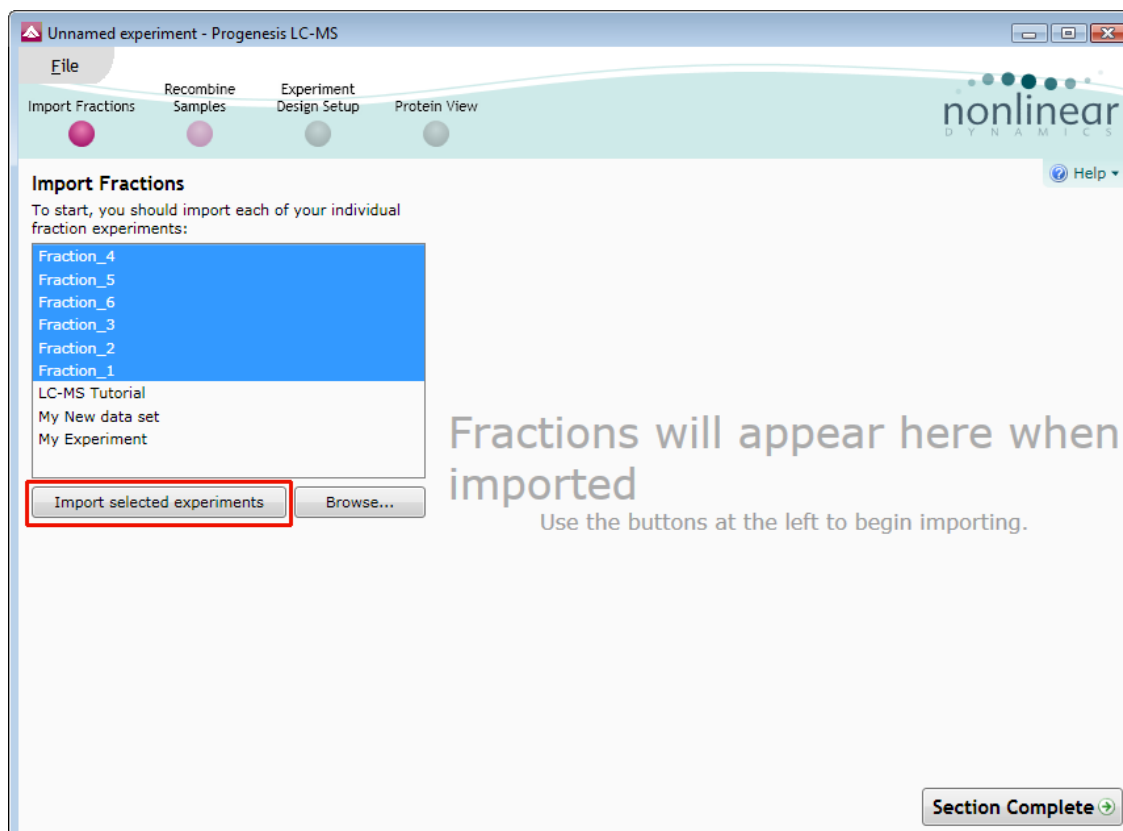 Unnamed experiment - Progenesis LC-MS
File
Import Fractions
Recombine
Samples
Experiment
Design Setup
Protein View
nonlinear
DYNAMICS
Help
Import Fractions
To start, you should import each of your individual
fraction experiments:
Fraction_4
Fraction_5
Fraction_6
Fraction_3
Fraction_2
Fraction_1
LC-MS Tutorial
My New data set
My Experiment
Import selected experiments
Browse...
Fractions will appear here when
imported
Use the buttons at the left to begin importing.
Section Complete